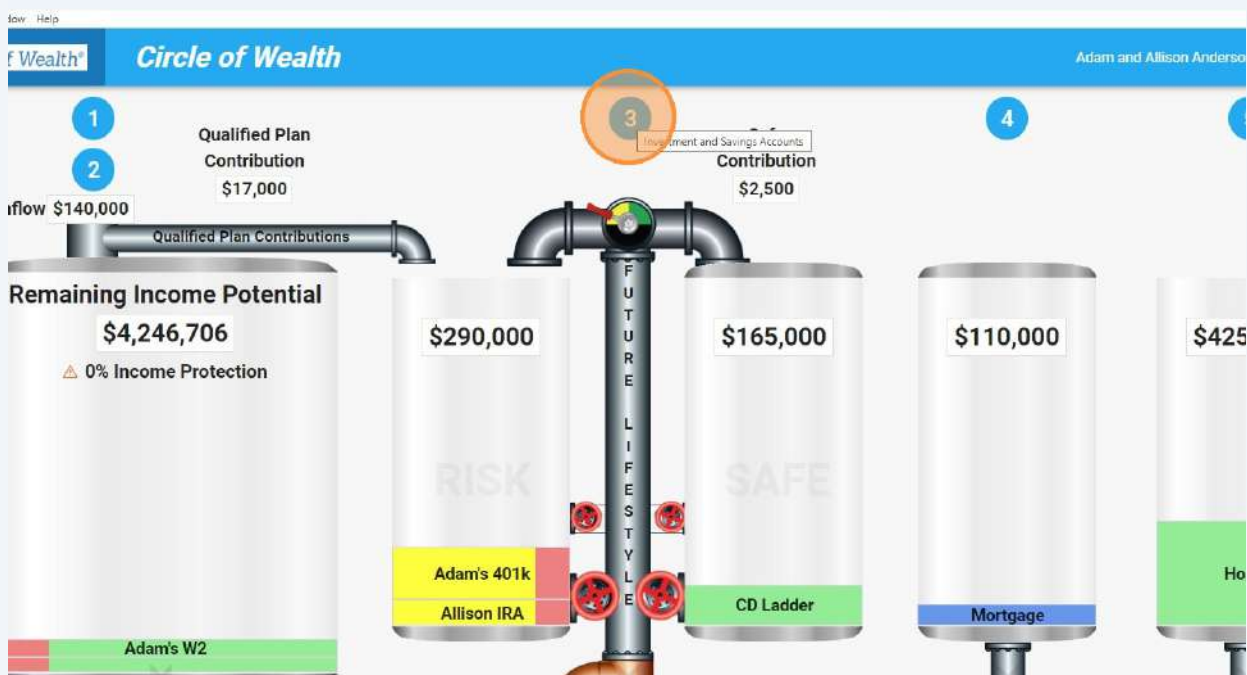 dow Help
f Wealth®
Circle of Wealth
Adam and Allison Anderso
1
2
3
4
Investment and Savings Accounts
Qualified Plan
Contribution
$17,000
Contribution
$2,500
nflow $140,000
Qualified Plan Contributions
Remaining Income Potential
$4,246,706
0% Income Protection
$290,000
$165,000
$110,000
$425
FUTURE LIFESTYLE
RISK
SAFE
Adam's 401k
Allison IRA
CD Ladder
Mortgage
Ho
Adam's W2